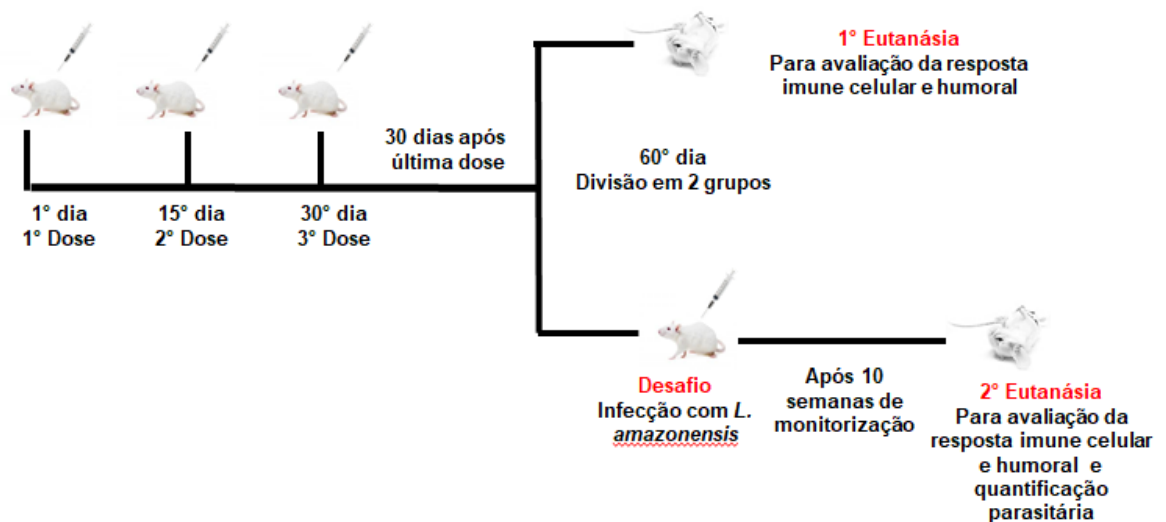 1° dia
1° Dose
15° dia
2° Dose
30° dia
3° Dose
30 dias após
última dose
60° dia
Divisão em 2 grupos
1° Eutanásia
Para avaliação da resposta
imune celular e humoral
Desafio
Infecção com L.
amazonensis
Após 10
semanas de
monitorização
2° Eutanásia
Para avaliação da
resposta imune celular
e humoral e
quantificação
parasitária